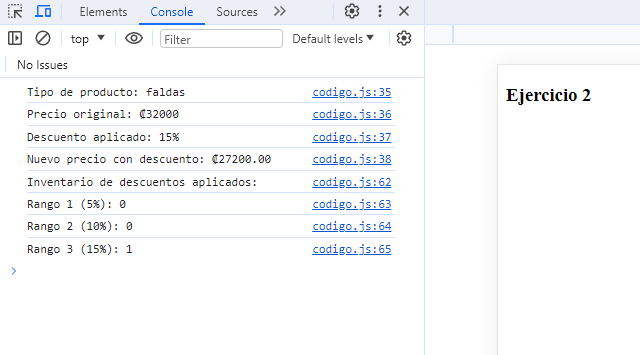 Elements Console Sources
top Filter Default levels
No Issues
Tipo de producto: faldas codigo.js:35
Precio original: ₡32000 codigo.js:36
Descuento aplicado: 15% codigo.js:37
Nuevo precio con descuento: ₡27200.00 codigo.js:38
Inventario de descuentos aplicados: codigo.js:62
Rango 1 (5%): 0 codigo.js:63
Rango 2 (10%): 0 codigo.js:64
Rango 3 (15%): 1 codigo.js:65
Ejercicio 2